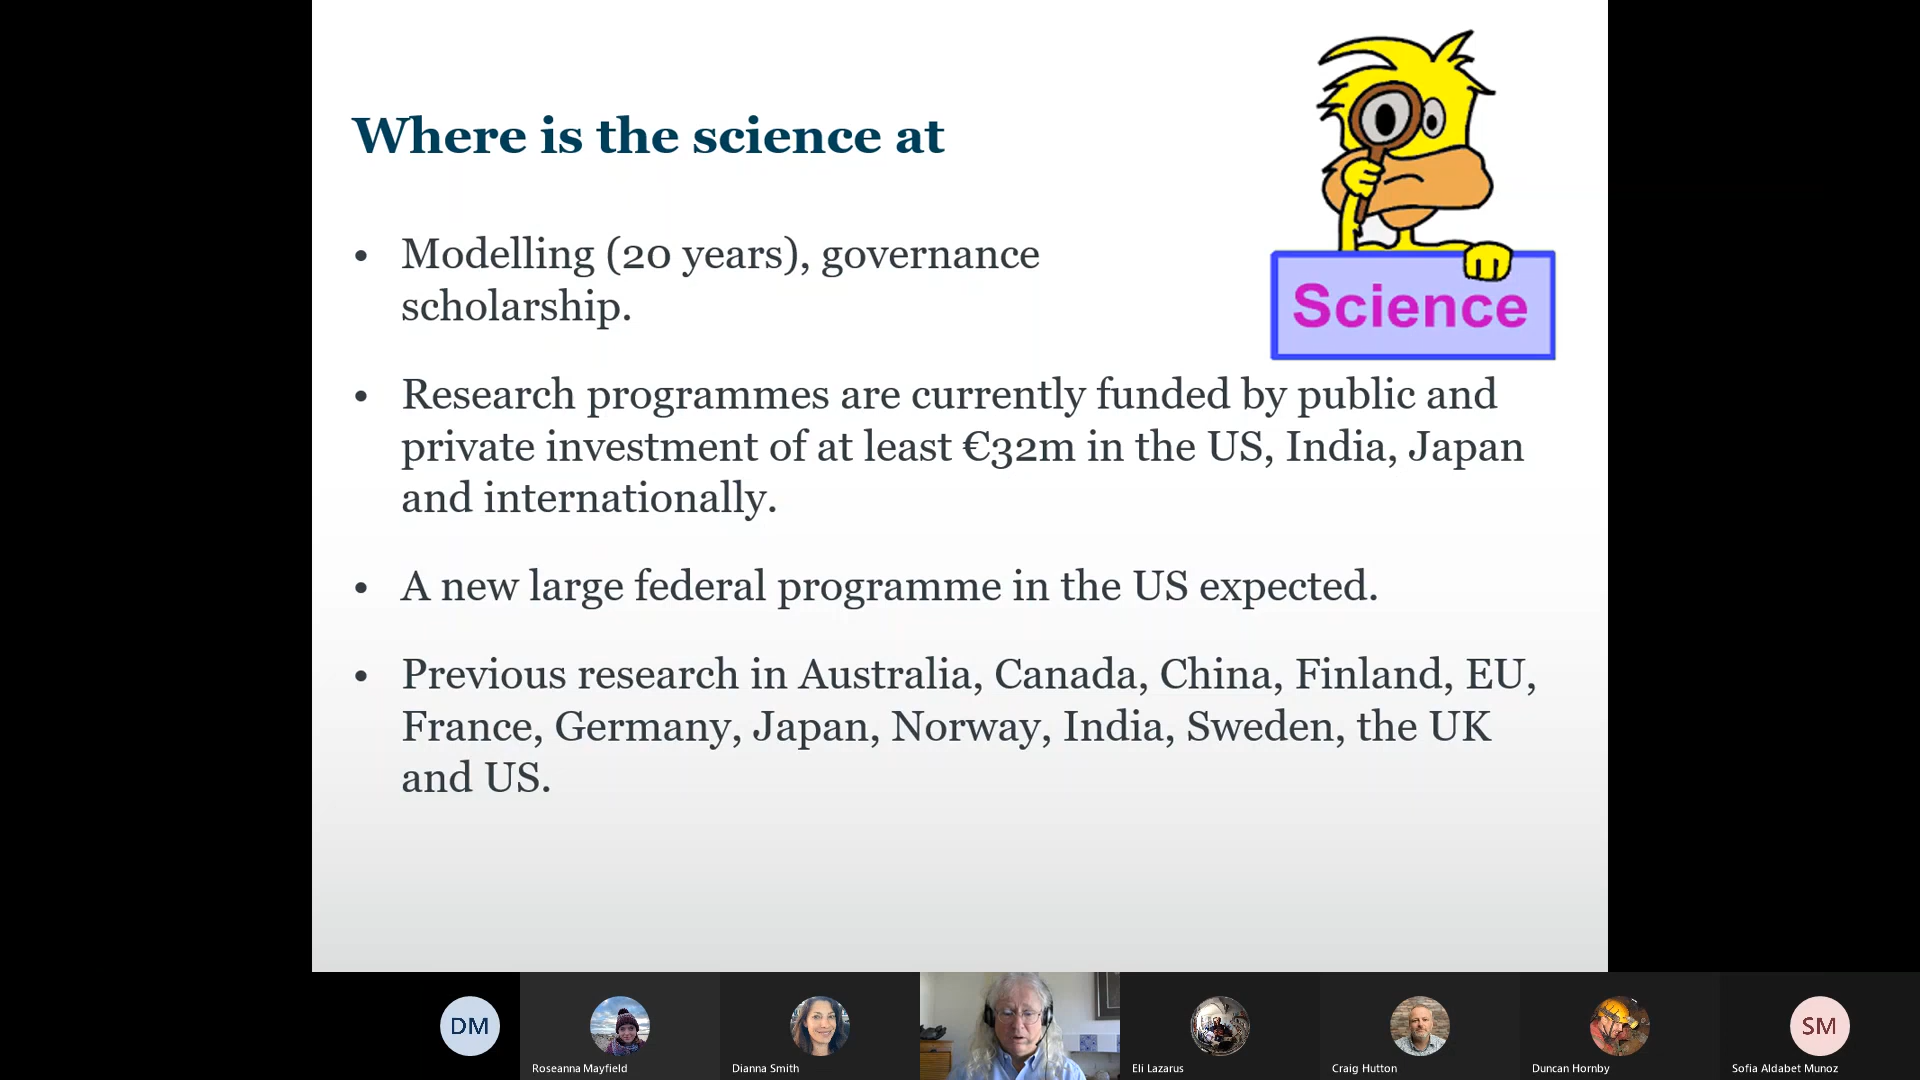 Where is the science at
Science
• Modelling (20 years), governance
scholarship.
• Research programmes are currently funded by public and
private investment of at least €32m in the US, India, Japan
and internationally.
• A new large federal programme in the US expected.
• Previous research in Australia, Canada, China, Finland, EU,
France, Germany, Japan, Norway, India, Sweden, the UK
and US.
DM
Roseanna Mayfield
Dianna Smith
Eli Lazarus
Craig Hutton
Duncan Hornby
SM
Sofia Aldabet Munoz